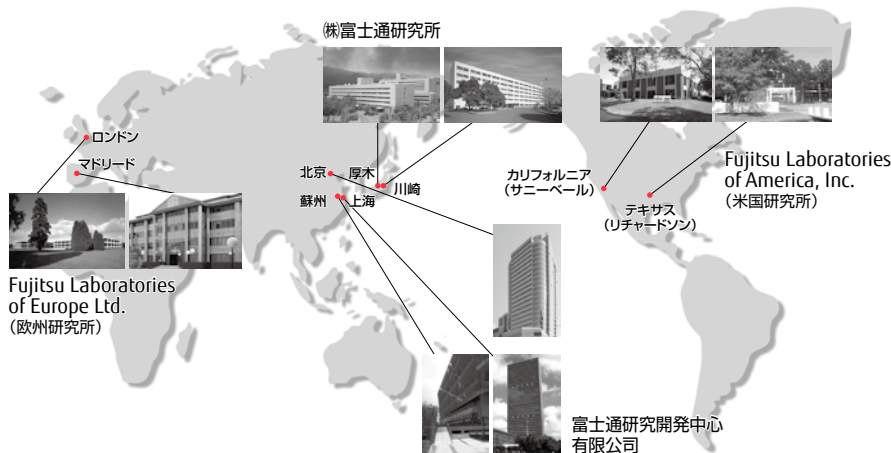 ㈱富士通研究所
ロンドン
マドリード
Fujitsu Laboratories
of Europe Ltd.
（欧州研究所）
北京
厚木
川崎
蘇州
上海
カリフォルニア
（サニーベール）
テキサス
（リチャードソン）
Fujitsu Laboratories
of America, Inc.
（米国研究所）
富士通研究開発中心
有限公司